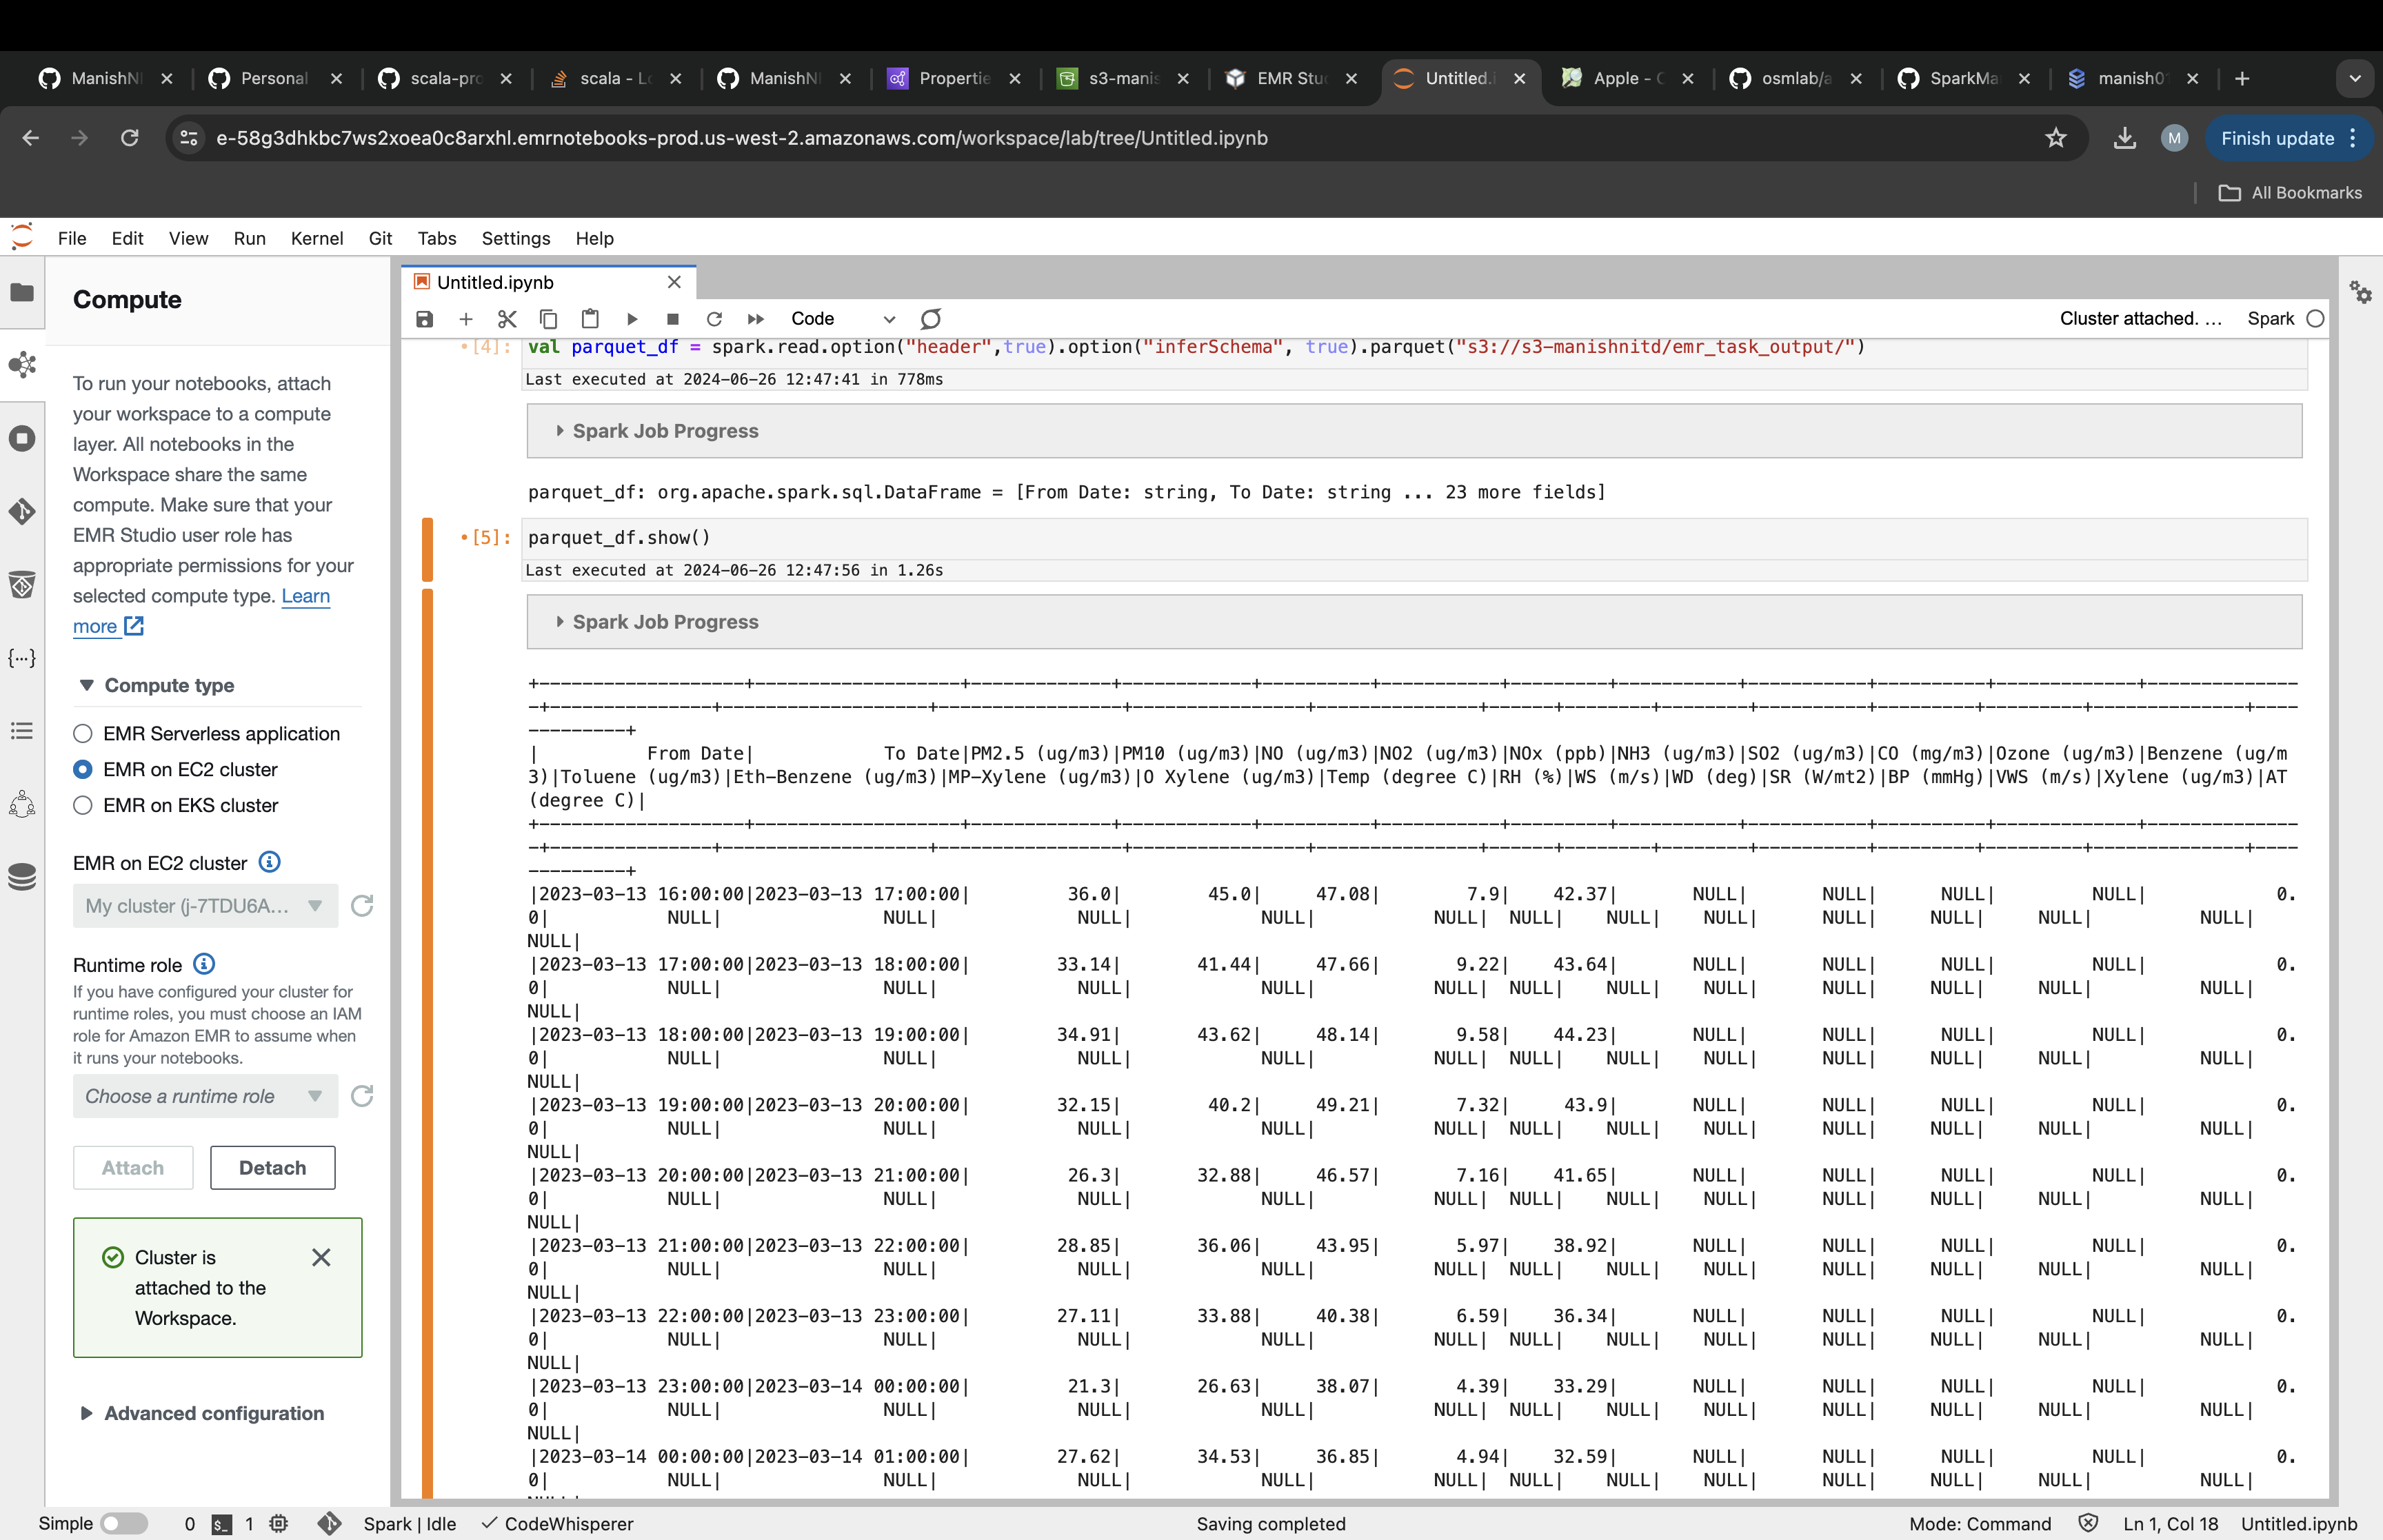 ManishNI
Personal
scala-pro
scala - Lo
ManishNI
Propertie
s3-manis
EMR Stud
Untitled.i
Apple - C
osmlab/a
SparkMa
manish01
e-58g3dhkbc7ws2xoea0c8arxhl.emrnotebooks-prod.us-west-2.amazonaws.com/workspace/lab/tree/Untitled.ipynb
M
Finish update
All Bookmarks
File Edit View Run Kernel Git Tabs Settings Help
Compute
To run your notebooks, attach
your workspace to a compute
layer. All notebooks in the
Workspace share the same
compute. Make sure that your
EMR Studio user role has
appropriate permissions for your
selected compute type. Learn
more
Compute type
EMR Serverless application
EMR on EC2 cluster
EMR on EKS cluster
EMR on EC2 cluster
My cluster (j-7TDU6A...
Runtime role
If you have configured your cluster for
runtime roles, you must choose an IAM
role for Amazon EMR to assume when
it runs your notebooks.
Choose a runtime role
Attach Detach
Cluster is
attached to the
Workspace.
Advanced configuration
Untitled.ipynb
Code
Cluster attached. ... Spark
[4]: val parquet_df = spark.read.option("header",true).option("inferSchema", true).parquet("s3://s3-manishnitd/emr_task_output/")
Last executed at 2024-06-26 12:47:41 in 778ms
Spark Job Progress
parquet_df: org.apache.spark.sql.DataFrame = [From Date: string, To Date: string ... 23 more fields]
[5]: parquet_df.show()
Last executed at 2024-06-26 12:47:56 in 1.26s
Spark Job Progress
| From Date| To Date|PM2.5 (ug/m3)|PM10 (ug/m3)|NO (ug/m3)|NO2 (ug/m3)|NOx (ppb)|NH3 (ug/m3)|SO2 (ug/m3)|CO (mg/m3)|Ozone (ug/m3)|Benzene (ug/m
3)|Toluene (ug/m3)|Eth-Benzene (ug/m3)|MP-Xylene (ug/m3)|O Xylene (ug/m3)|Temp (degree C)|RH (%)|WS (m/s)|WD (deg)|SR (W/mt2)|BP (mmHg)|VWS (m/s)|Xylene (ug/m3)|AT
(degree C)|
|2023-03-13 16:00:00|2023-03-13 17:00:00| 36.0| 45.0| 47.08| 7.9| 42.37| NULL| NULL| NULL| NULL| 0.
0| NULL| NULL| NULL| NULL| NULL| NULL| NULL| NULL| NULL| NULL| NULL| NULL|
NULL|
|2023-03-13 17:00:00|2023-03-13 18:00:00| 33.14| 41.44| 47.66| 9.22| 43.64| NULL| NULL| NULL| NULL| 0.
0| NULL| NULL| NULL| NULL| NULL| NULL| NULL| NULL| NULL| NULL| NULL| NULL|
NULL|
|2023-03-13 18:00:00|2023-03-13 19:00:00| 34.91| 43.62| 48.14| 9.58| 44.23| NULL| NULL| NULL| NULL| 0.
0| NULL| NULL| NULL| NULL| NULL| NULL| NULL| NULL| NULL| NULL| NULL| NULL|
NULL|
|2023-03-13 19:00:00|2023-03-13 20:00:00| 32.15| 40.2| 49.21| 7.32| 43.9| NULL| NULL| NULL| NULL| 0.
0| NULL| NULL| NULL| NULL| NULL| NULL| NULL| NULL| NULL| NULL| NULL| NULL|
NULL|
|2023-03-13 20:00:00|2023-03-13 21:00:00| 26.3| 32.88| 46.57| 7.16| 41.65| NULL| NULL| NULL| NULL| 0.
0| NULL| NULL| NULL| NULL| NULL| NULL| NULL| NULL| NULL| NULL| NULL| NULL|
NULL|
|2023-03-13 21:00:00|2023-03-13 22:00:00| 28.85| 36.06| 43.95| 5.97| 38.92| NULL| NULL| NULL| NULL| 0.
0| NULL| NULL| NULL| NULL| NULL| NULL| NULL| NULL| NULL| NULL| NULL| NULL|
NULL|
|2023-03-13 22:00:00|2023-03-13 23:00:00| 27.11| 33.88| 40.38| 6.59| 36.34| NULL| NULL| NULL| NULL| 0.
0| NULL| NULL| NULL| NULL| NULL| NULL| NULL| NULL| NULL| NULL| NULL| NULL|
NULL|
|2023-03-13 23:00:00|2023-03-14 00:00:00| 21.3| 26.63| 38.07| 4.39| 33.29| NULL| NULL| NULL| NULL| 0.
0| NULL| NULL| NULL| NULL| NULL| NULL| NULL| NULL| NULL| NULL| NULL| NULL|
NULL|
|2023-03-14 00:00:00|2023-03-14 01:00:00| 27.62| 34.53| 36.85| 4.94| 32.59| NULL| NULL| NULL| NULL| 0.
0| NULL| NULL| NULL| NULL| NULL| NULL| NULL| NULL| NULL| NULL| NULL| NULL|
Simple 0 1 Spark | Idle CodeWhisperer Saving completed Mode: Command Ln 1, Col 18 Untitled.ipynb